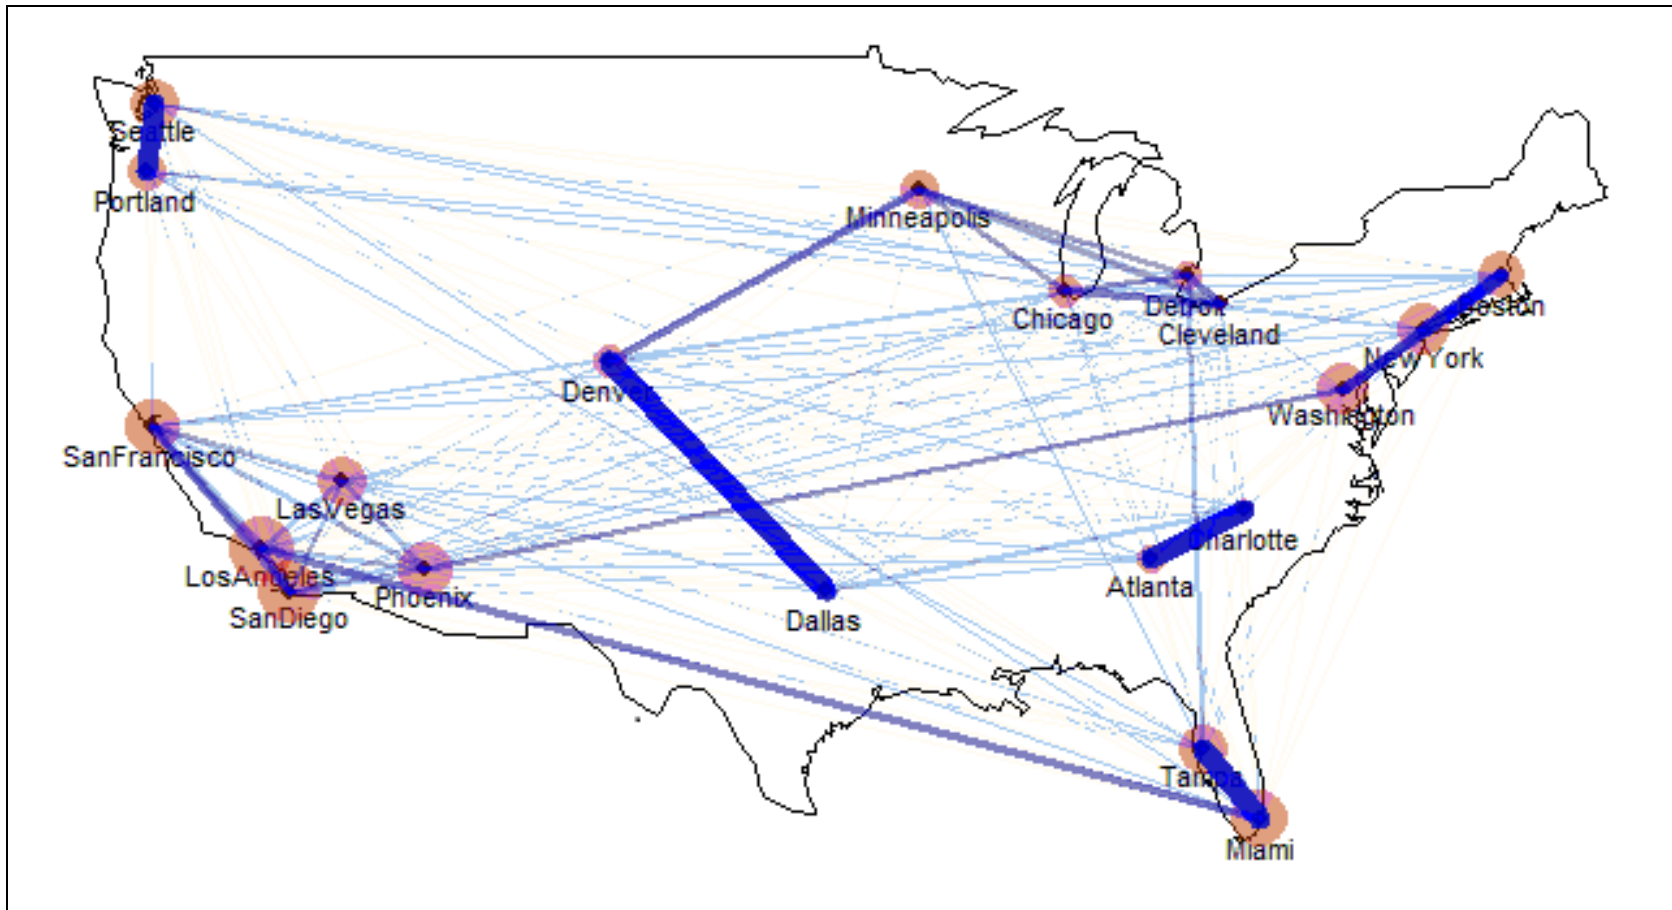 Seattle
Portland
Minneapolis
Chicago
Detroit
Cleveland
Boston
New York
Denver
Washington
SanFrancisco
LasVegas
Charlotte
LosAngeles
Phoenix
Atlanta
SanDiego
Dallas
Tampa
Miami